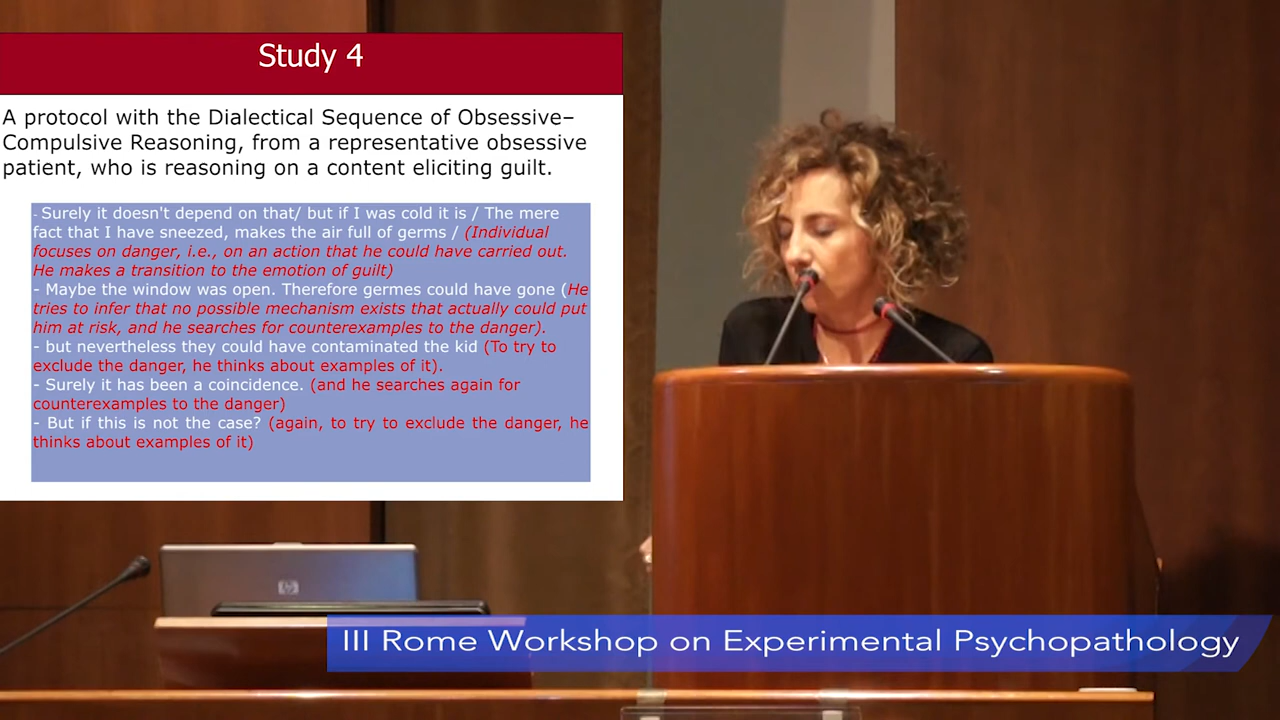 Study 4
A protocol with the Dialectical Sequence of Obsessive–
Compulsive Reasoning, from a representative obsessive
patient, who is reasoning on a content eliciting guilt.
- Surely it doesn't depend on that/ but if I was cold it is / The mere
fact that I have sneezed, makes the air full of germs / (Individual
focuses on danger, i.e., on an action that he could have carried out.
He makes a transition to the emotion of guilt)
- Maybe the window was open. Therefore germes could have gone (He
tries to infer that no possible mechanism exists that actually could put
him at risk, and he searches for counterexamples to the danger).
- but nevertheless they could have contaminated the kid (To try to
exclude the danger, he thinks about examples of it).
- Surely it has been a coincidence. (and he searches again for
counterexamples to the danger)
- But if this is not the case? (again, to try to exclude the danger, he
thinks about examples of it)
hp
III Rome Workshop on Experimental Psychopathology